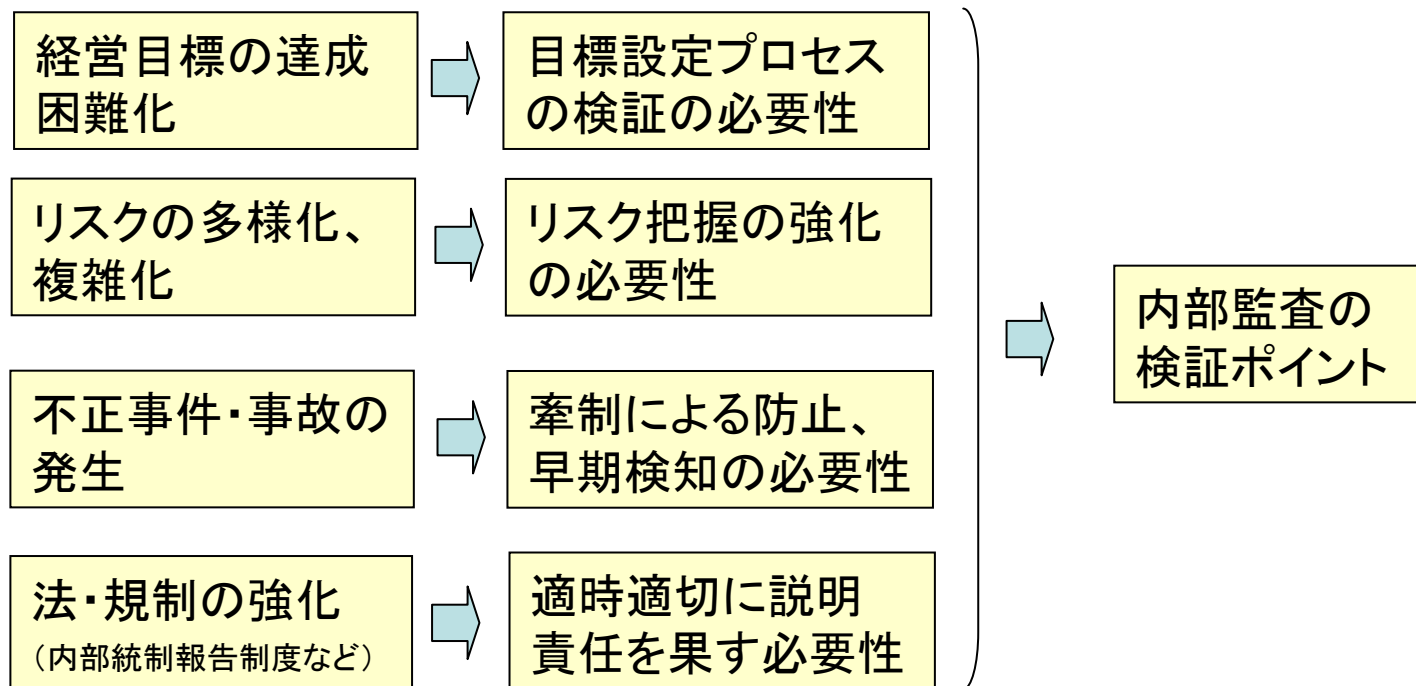 経営目標の達成
困難化
目標設定プロセス
の検証の必要性
リスクの多様化、
複雑化
リスク把握の強化
の必要性
不正事件・事故の
発生
牽制による防止、
早期検知の必要性
法・規制の強化
（内部統制報告制度など）
適時適切に説明
責任を果す必要性
内部監査の
検証ポイント